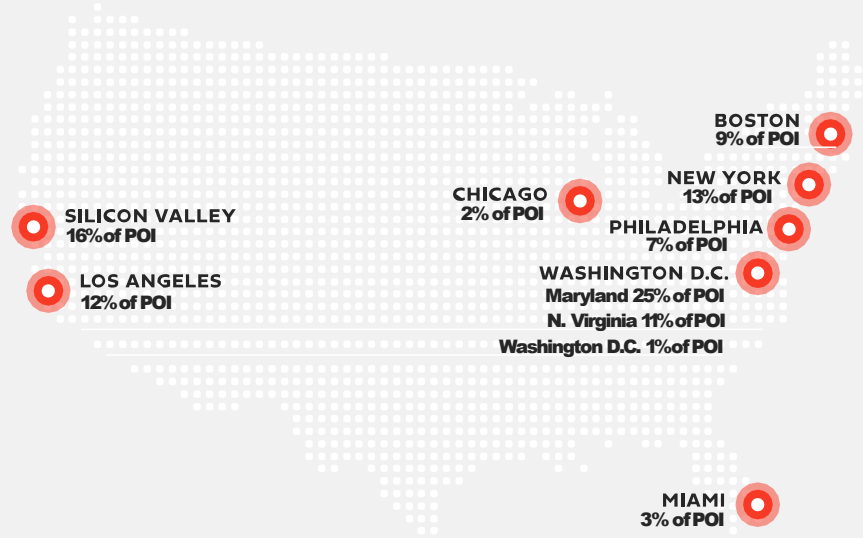 BOSTON
9% of POI
NEW YORK
13% of POI
CHICAGO
2% of POI
SILICON VALLEY
16% of POI
PHILADELPHIA
7% of POI
WASHINGTON D.C.
Maryland 25% of POI
N. Virginia 11% of POI
Washington D.C. 1% of POI
LOS ANGELES
12% of POI
MIAMI
3% of POI